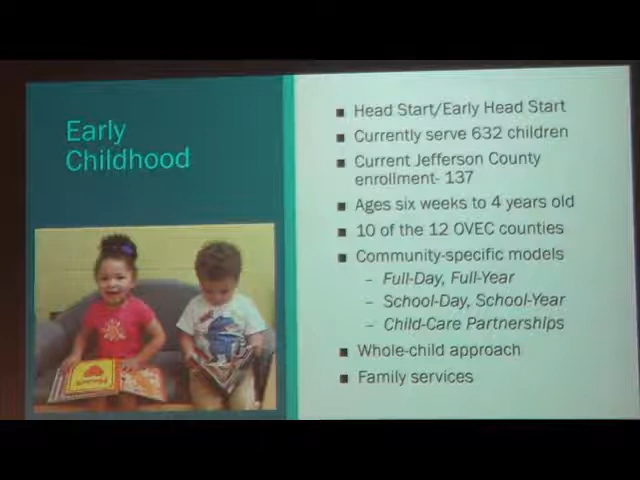 Early
Childhood
■ Head Start/Early Head Start
■ Currently serve 632 children
■ Current Jefferson County
enrollment- 137
■ Ages six weeks to 4 years old
■ 10 of the 12 OVEC counties
■ Community-specific models
– Full-Day, Full-Year
– School-Day, School-Year
– Child-Care Partnerships
■ Whole-child approach
■ Family services